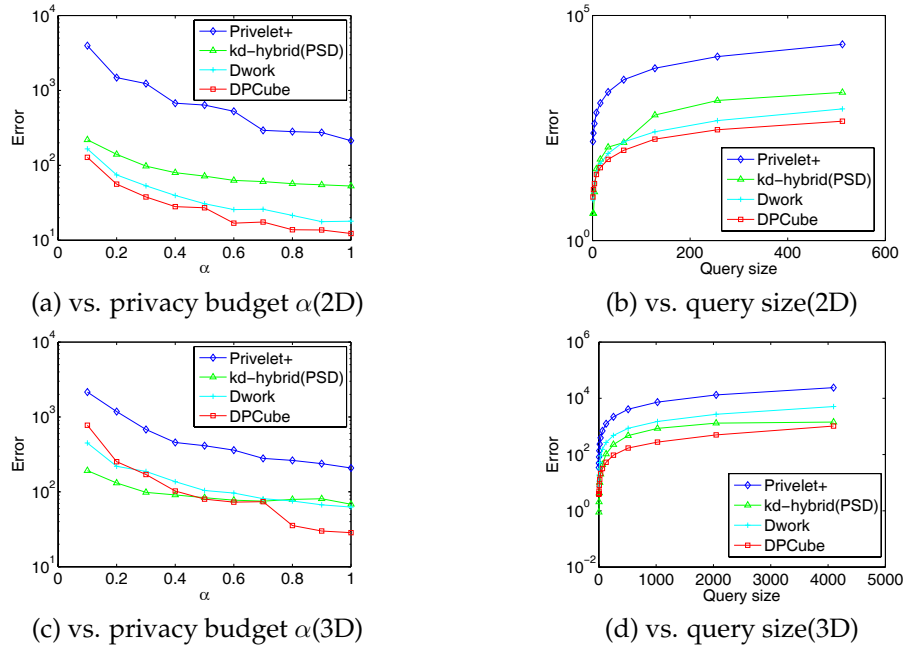 10^4
10^3
10^2
10^1
Error
0 0.2 0.4 0.6 0.8 1
α
Privelet+
kd−hybrid(PSD)
Dwork
DPCube
(a) vs. privacy budget α(2D)
10^5
10^0
Error
0 200 400 600
Query size
Privelet+
kd−hybrid(PSD)
Dwork
DPCube
(b) vs. query size(2D)
10^4
10^3
10^2
10^1
Error
0 0.2 0.4 0.6 0.8 1
α
Privelet+
kd−hybrid(PSD)
Dwork
DPCube
(c) vs. privacy budget α(3D)
10^6
10^4
10^2
10^0
10^−2
Error
0 1000 2000 3000 4000 5000
Query size
Privelet+
kd−hybrid(PSD)
Dwork
DPCube
(d) vs. query size(3D)